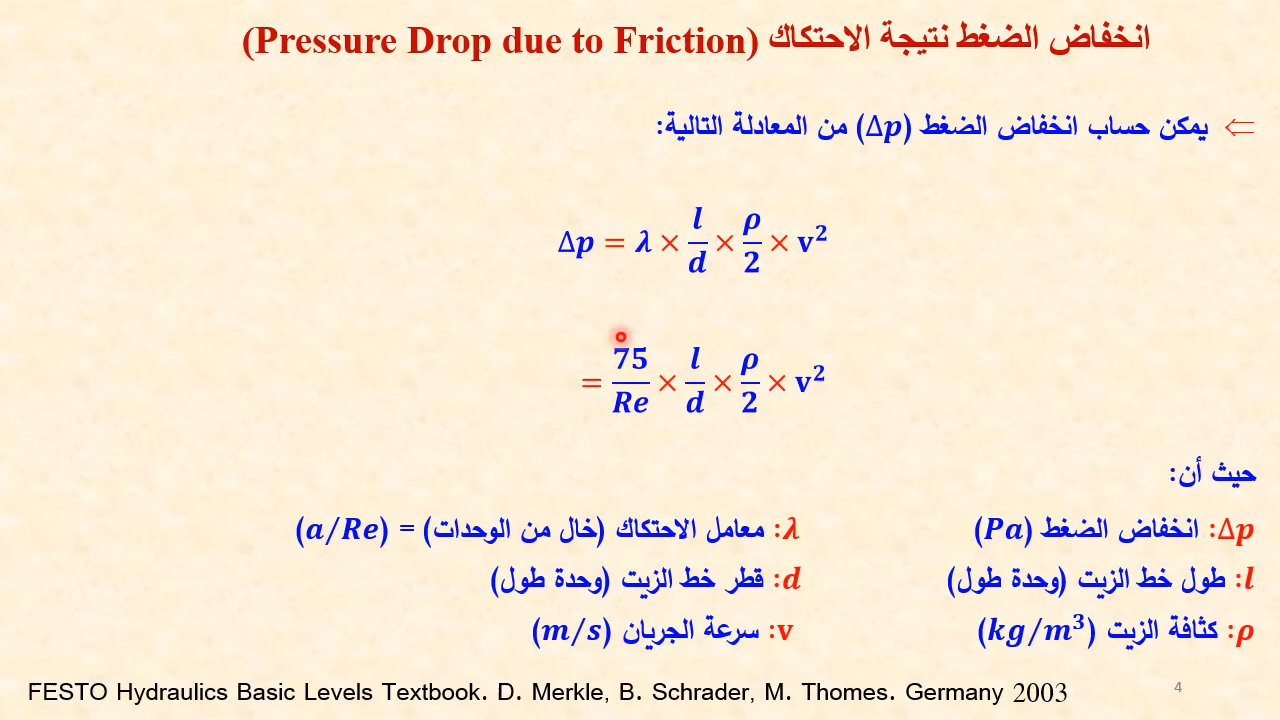 انخفاض الضغط نتيجة الاحتكاك (Pressure Drop due to Friction)
⇐ يمكن حساب انخفاض الضغط (Δp) من المعادلة التالية:
Δp = λ × l/d × ρ/2 × v²
= 75/Re × l/d × ρ/2 × v²
حيث أن:
Δp: انخفاض الضغط (Pa)
λ: معامل الاحتكاك (خال من الوحدات) = (a/Re)
l: طول خط الزيت (وحدة طول)
d: قطر خط الزيت (وحدة طول)
ρ: كثافة الزيت (kg/m³)
v: سرعة الجريان (m/s)
FESTO Hydraulics Basic Levels Textbook. D. Merkle, B. Schrader, M. Thomes. Germany 2003
4